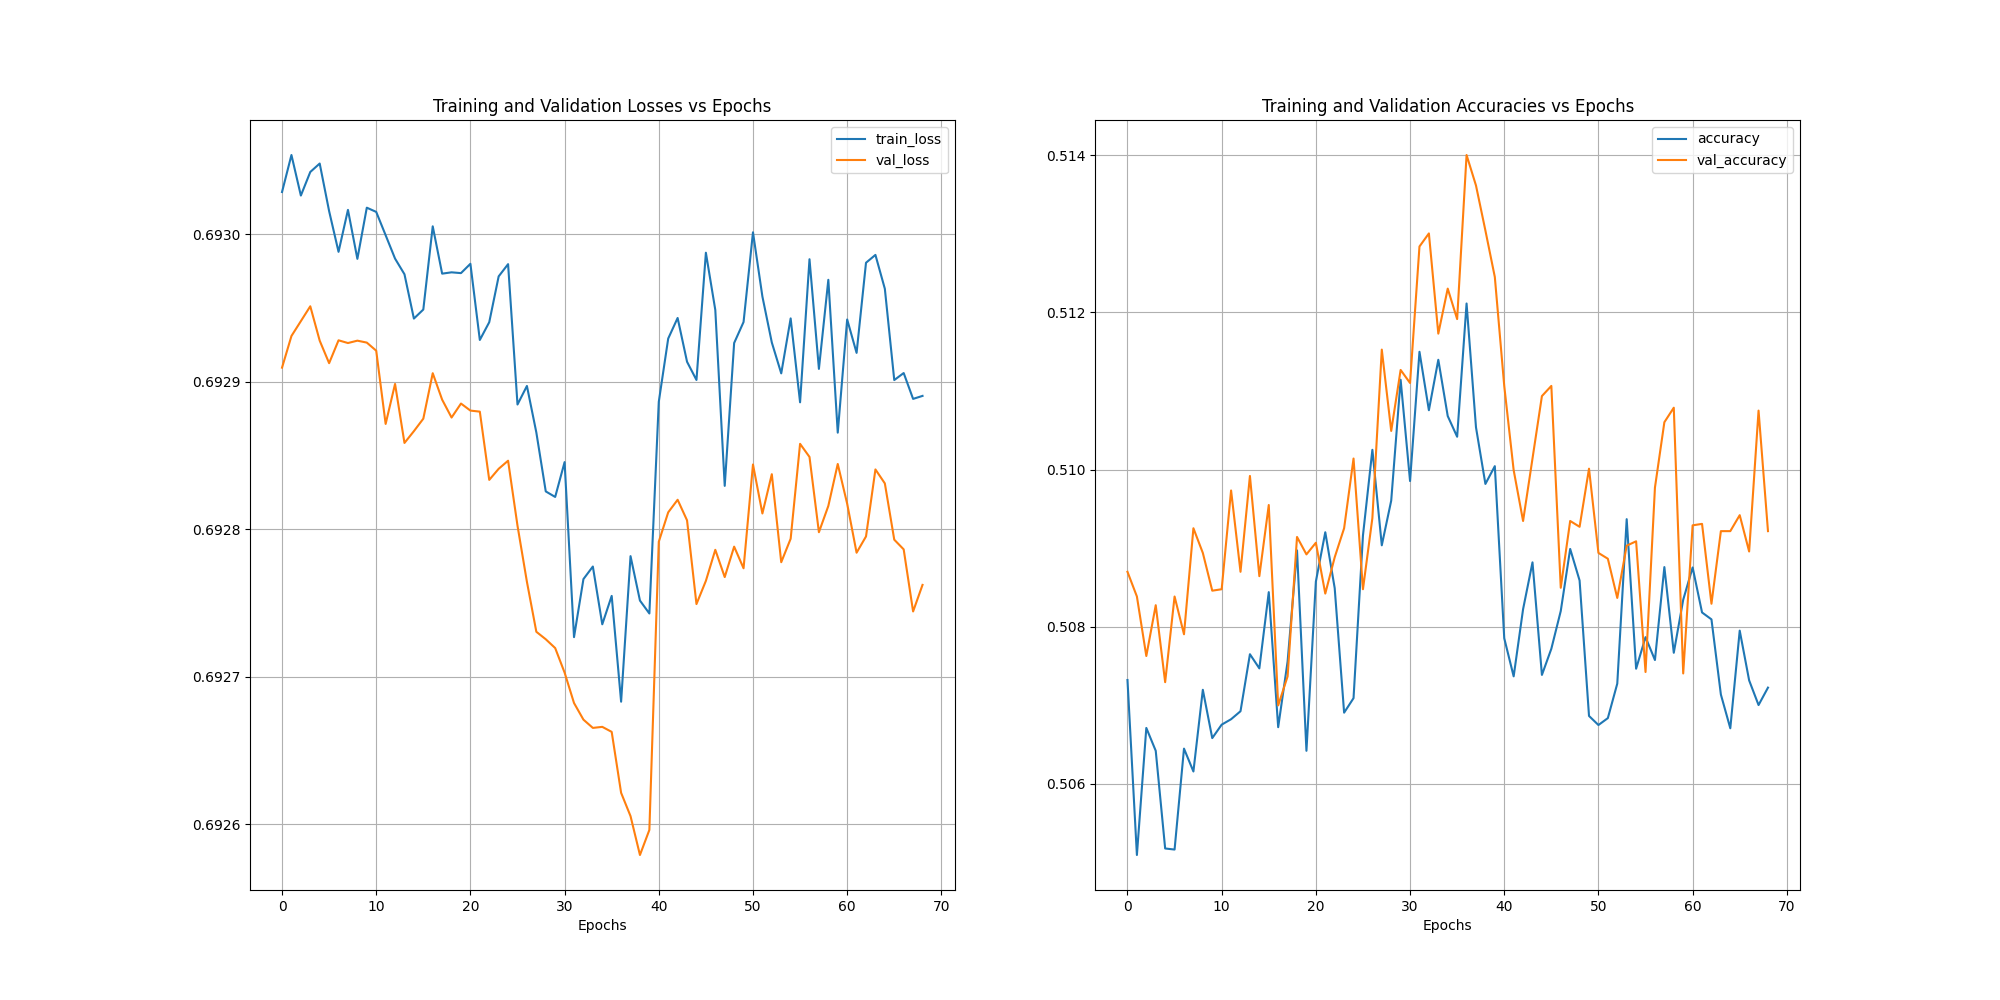 Training and Validation Losses vs Epochs
train_loss
val_loss
0.6930
0.6929
0.6928
0.6927
0.6926
0 10 20 30 40 50 60 70
Epochs
Training and Validation Accuracies vs Epochs
accuracy
val_accuracy
0.514
0.512
0.510
0.508
0.506
0 10 20 30 40 50 60 70
Epochs